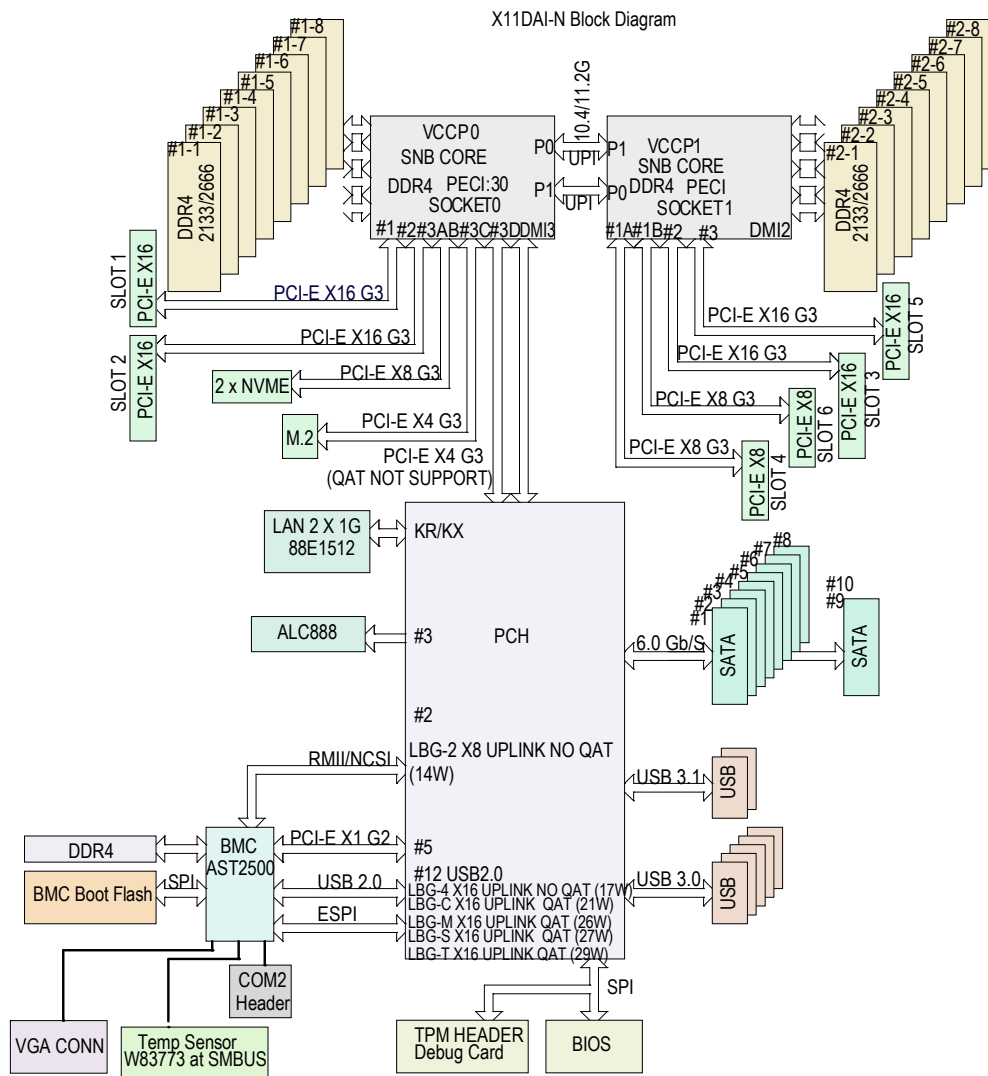 X11DAI-N Block Diagram
#1-8
#1-7
#1-6
#1-5
#1-4
#1-3
#1-2
#1-1
DDR4
2133/2666
VCCP0
SNB CORE
DDR4 PECI:30
SOCKET0
P0
P1
#1
#2
#3AB
#3C
#3D
DMI3
10.4/11.2G
UPI
UPI
P1
P0
VCCP1
SNB CORE
DDR4 PECI
SOCKET1
DMI2
#1A
#1B
#2
#3
#2-8
#2-7
#2-6
#2-5
#2-4
#2-3
#2-2
#2-1
DDR4
2133/2666
SLOT 1
PCI-E X16
PCI-E X16 G3
SLOT 2
PCI-E X16
PCI-E X16 G3
2 x NVME
PCI-E X8 G3
M.2
PCI-E X4 G3
PCI-E X4 G3
(QAT NOT SUPPORT)
PCI-E X16 G3
PCI-E X16
SLOT 5
PCI-E X16 G3
PCI-E X16
SLOT 3
PCI-E X8 G3
PCI-E X8
SLOT 6
PCI-E X8 G3
PCI-E X8
SLOT 4
LAN 2 X 1G
88E1512
KR/KX
ALC888
#3
PCH
#2
LBG-2 X8 UPLINK NO QAT
(14W)
RMII/NCSI
#8
#7
#6
#5
#4
#3
#2
#1
6.0 Gb/S
SATA
#10
#9
SATA
USB 3.1
USB
USB 3.0
USB
DDR4
BMC
AST2500
PCI-E X1 G2
#5
#12 USB2.0
BMC Boot Flash
SPI
USB 2.0
ESPI
LBG-4 X16 UPLINK NO QAT (17W)
LBG-C X16 UPLINK QAT (21W)
LBG-M X16 UPLINK QAT (26W)
LBG-S X16 UPLINK QAT (27W)
LBG-T X16 UPLINK QAT (29W)
COM2
Header
VGA CONN
Temp Sensor
W83773 at SMBUS
SPI
TPM HEADER
Debug Card
BIOS